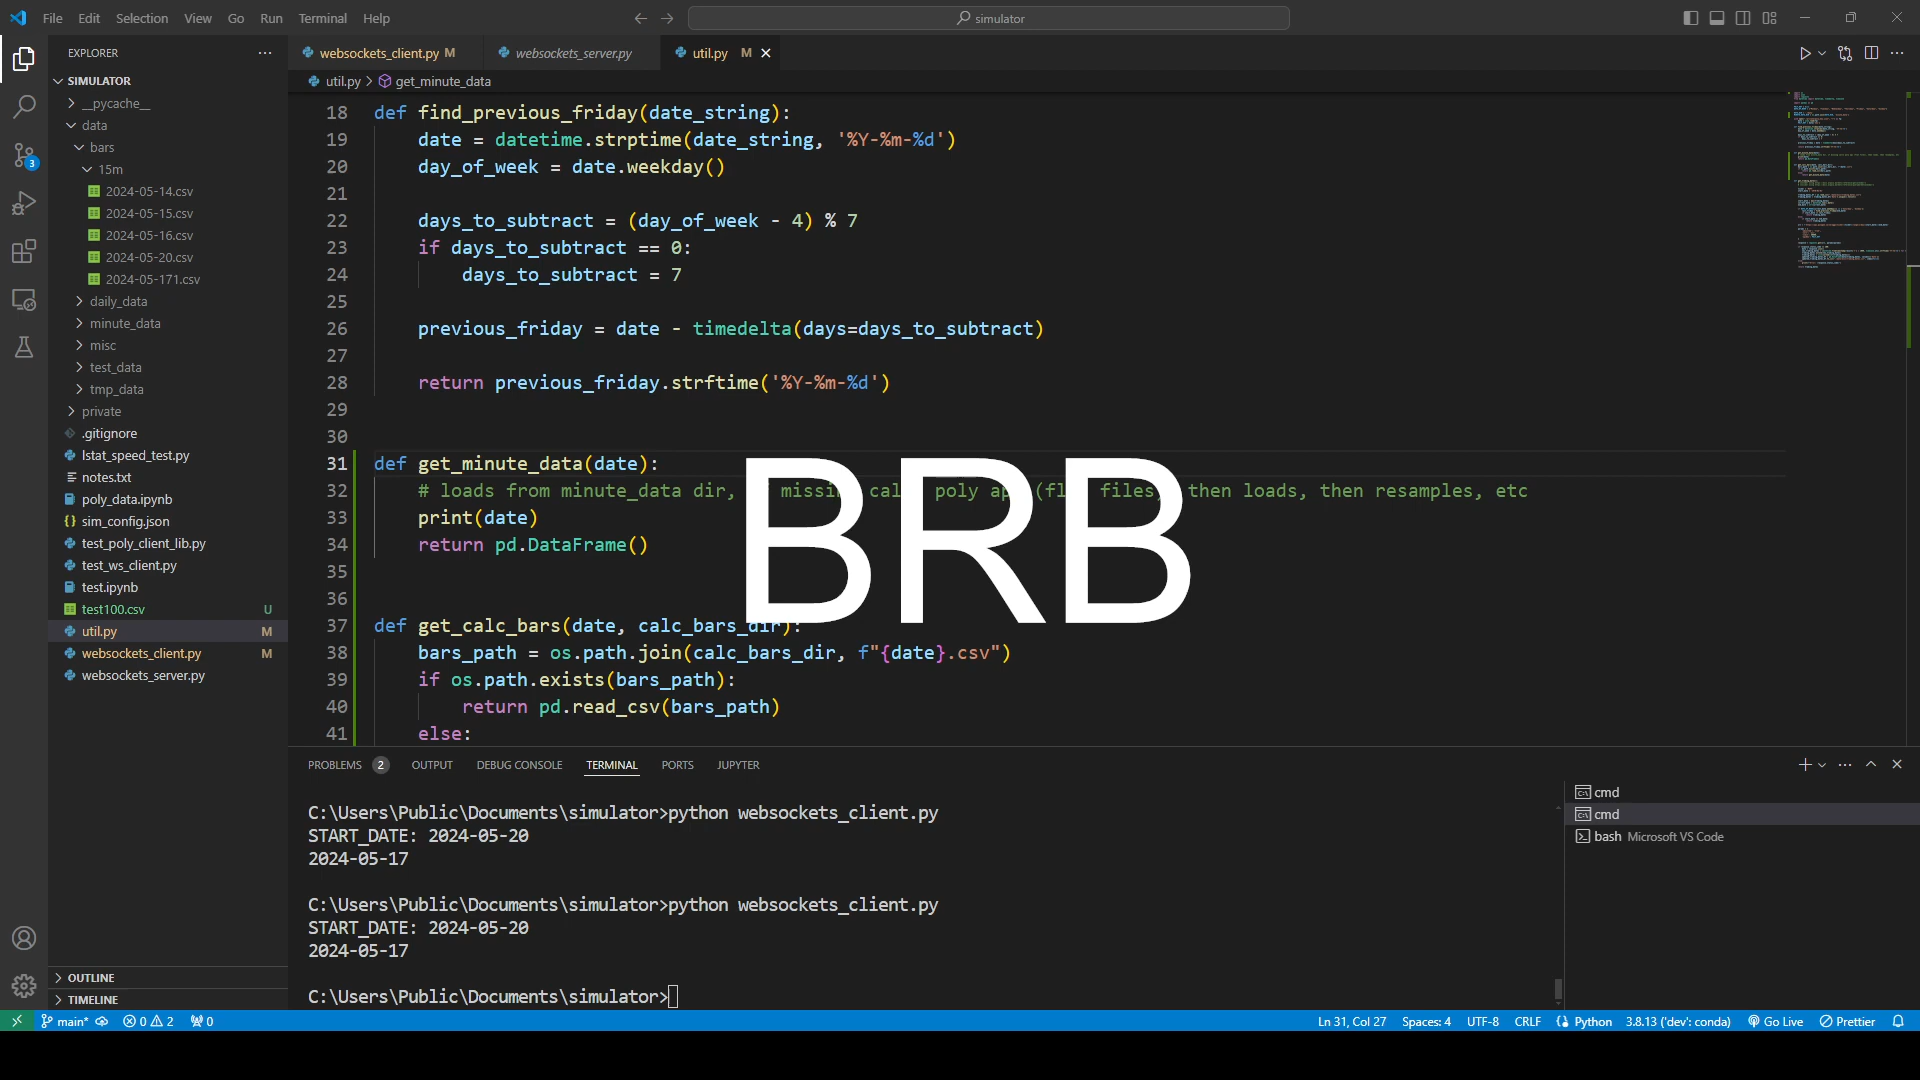 File Edit Selection View Go Run Terminal Help
simulator
EXPLORER
SIMULATOR
__pycache__
data
bars
15m
2024-05-14.csv
2024-05-15.csv
2024-05-16.csv
2024-05-20.csv
2024-05-171.csv
daily_data
minute_data
misc
test_data
tmp_data
private
.gitignore
lstat_speed_test.py
notes.txt
poly_data.ipynb
sim_config.json
test_poly_client_lib.py
test_ws_client.py
test.ipynb
test100.csv U
util.py M
websockets_client.py M
websockets_server.py
OUTLINE
TIMELINE
3
websockets_client.py M websockets_server.py util.py M
util.py > get_minute_data
18 def find_previous_friday(date_string):
19 date = datetime.strptime(date_string, '%Y-%m-%d')
20 day_of_week = date.weekday()
21
22 days_to_subtract = (day_of_week - 4) % 7
23 if days_to_subtract == 0:
24 days_to_subtract = 7
25
26 previous_friday = date - timedelta(days=days_to_subtract)
27
28 return previous_friday.strftime('%Y-%m-%d')
29
30
31 def get_minute_data(date):
32 # loads from minute_data dir, poly then loads, then resamples, etc
33 print(date)
34 return pd.DataFrame()
35
36
37 def get_calc_bars(date, calc_bars_dir):
38 bars_path = os.path.join(calc_bars_dir, f"{date}.csv")
39 if os.path.exists(bars_path):
40 return pd.read_csv(bars_path)
41 else:
BRB
PROBLEMS 2 OUTPUT DEBUG CONSOLE TERMINAL PORTS JUPYTER
C:\Users\Public\Documents\simulator>python websockets_client.py
START_DATE: 2024-05-20
2024-05-17
C:\Users\Public\Documents\simulator>python websockets_client.py
START_DATE: 2024-05-20
2024-05-17
C:\Users\Public\Documents\simulator>
cmd
cmd
bash Microsoft VS Code
main* 0 2 0 Ln 31, Col 27 Spaces: 4 UTF-8 CRLF Python 3.8.13 ('dev': conda) Go Live Prettier